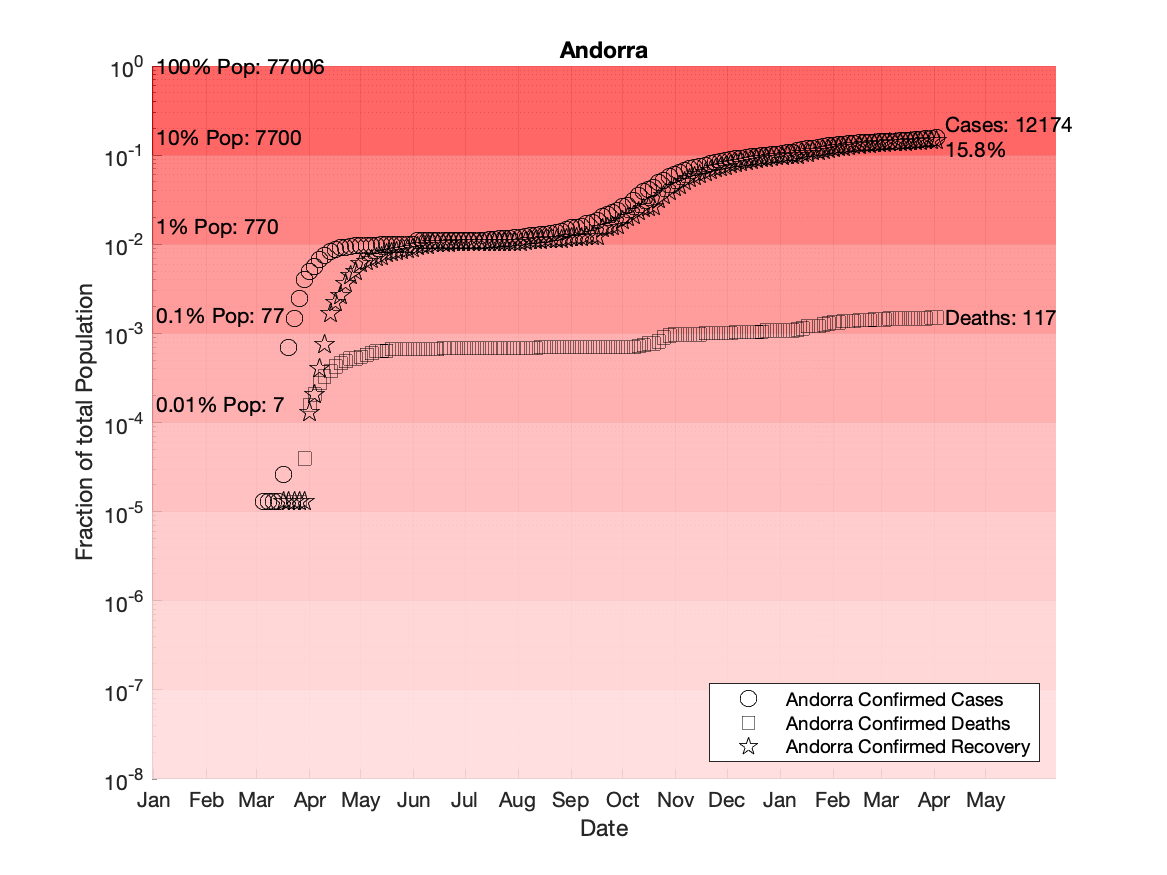 Andorra
10^0
100% Pop: 77006
10% Pop: 7700
Cases: 12174
10^-1
15.8%
1% Pop: 770
10^-2
0.1% Pop: 77
Deaths: 117
10^-3
0.01% Pop: 7
10^-4
10^-5
10^-6
10^-7
10^-8
Fraction of total Population
Andorra Confirmed Cases
Andorra Confirmed Deaths
Andorra Confirmed Recovery
Jan Feb Mar Apr May Jun Jul Aug Sep Oct Nov Dec Jan Feb Mar Apr May
Date